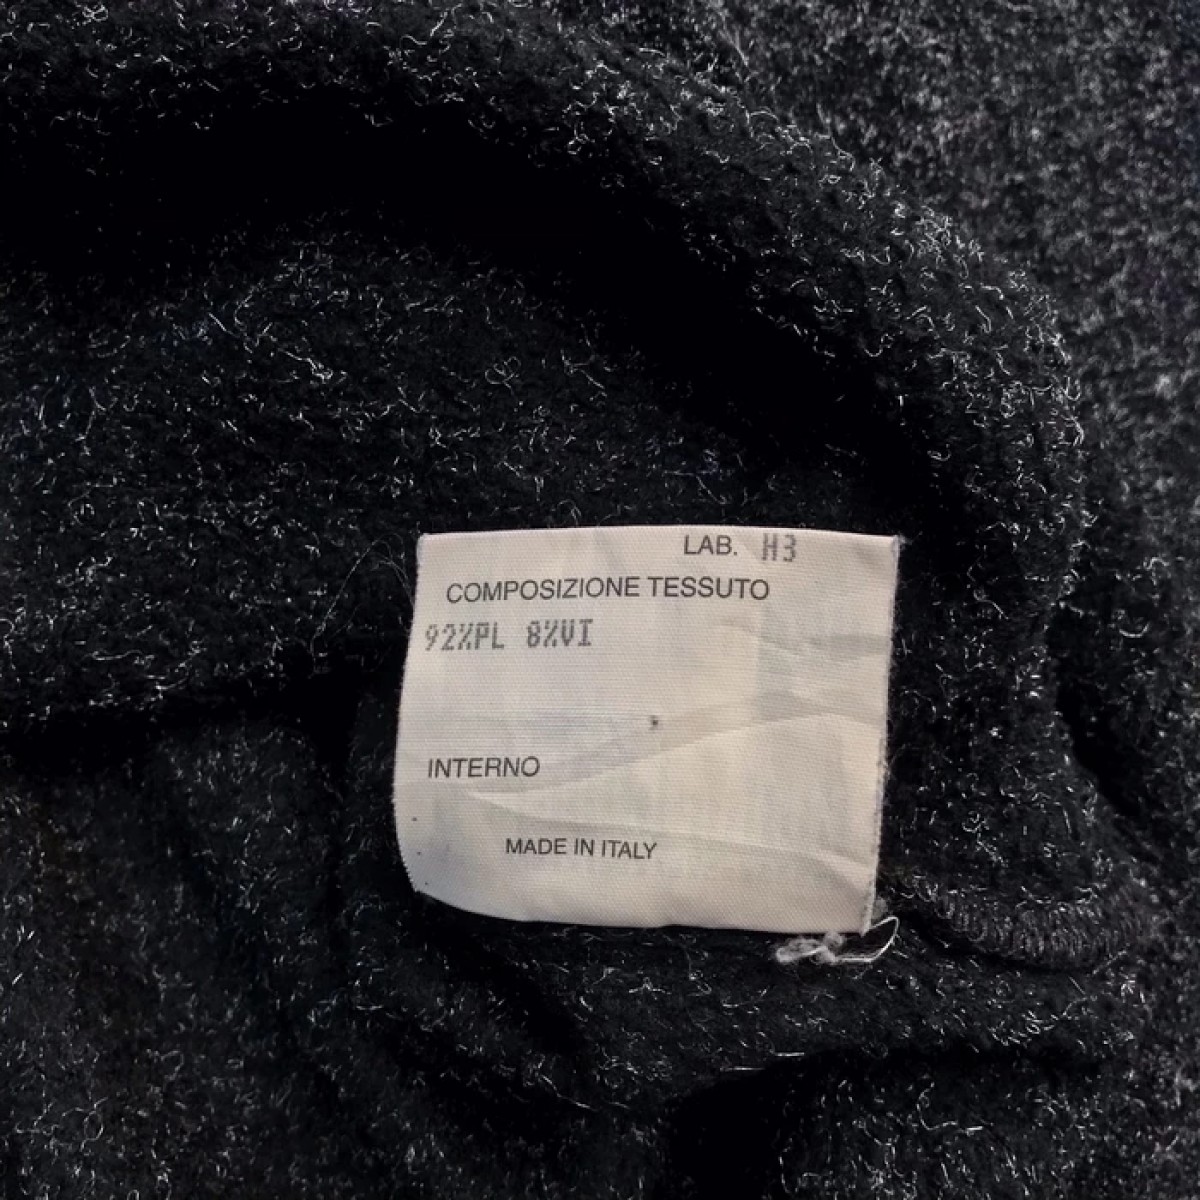 LAB. H3
COMPOSIZIONE TESSUTO
92%PL 8%VI
INTERNO
MADE IN ITALY